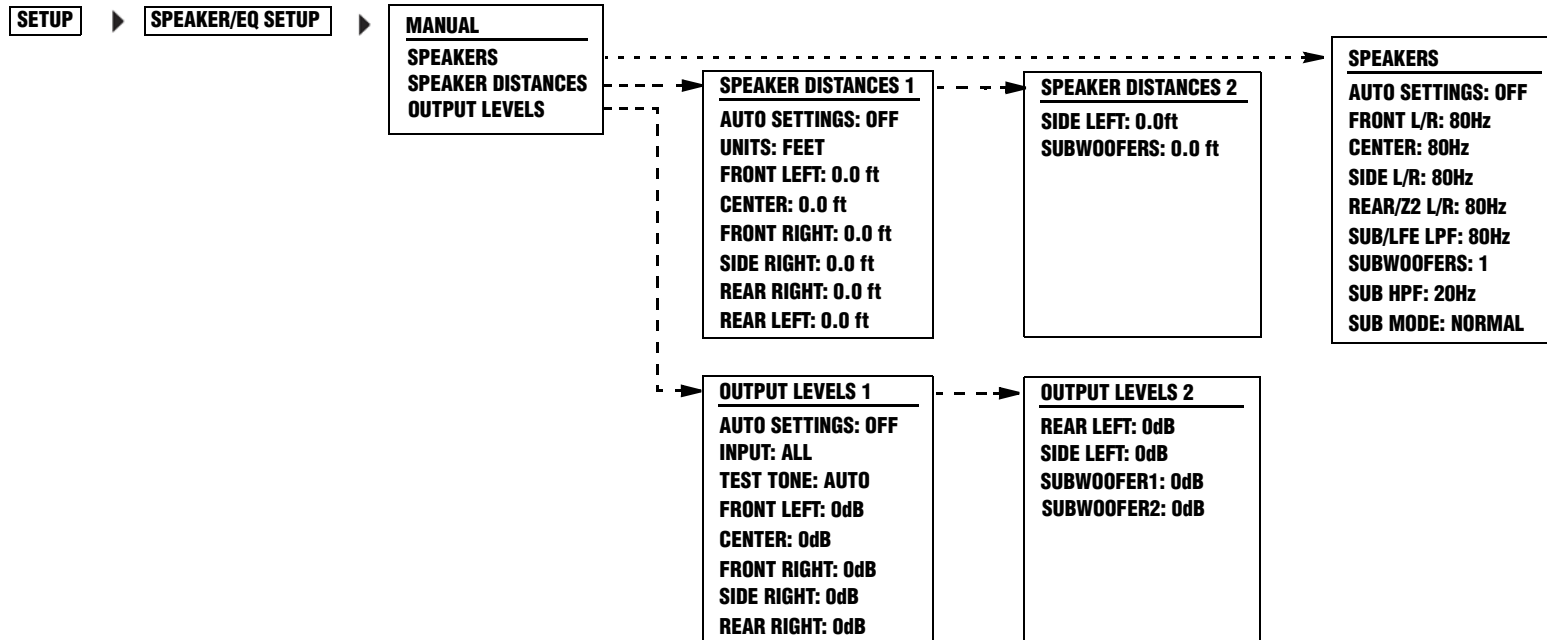 SETUP
SPEAKER/EQ SETUP
MANUAL
SPEAKERS
SPEAKER DISTANCES
OUTPUT LEVELS
SPEAKER DISTANCES 1
AUTO SETTINGS: OFF
UNITS: FEET
FRONT LEFT: 0.0 ft
CENTER: 0.0 ft
FRONT RIGHT: 0.0 ft
SIDE RIGHT: 0.0 ft
REAR RIGHT: 0.0 ft
REAR LEFT: 0.0 ft
SPEAKER DISTANCES 2
SIDE LEFT: 0.0ft
SUBWOOFERS: 0.0 ft
SPEAKERS
AUTO SETTINGS: OFF
FRONT L/R: 80Hz
CENTER: 80Hz
SIDE L/R: 80Hz
REAR/Z2 L/R: 80Hz
SUB/LFE LPF: 80Hz
SUBWOOFERS: 1
SUB HPF: 20Hz
SUB MODE: NORMAL
OUTPUT LEVELS 1
AUTO SETTINGS: OFF
INPUT: ALL
TEST TONE: AUTO
FRONT LEFT: 0dB
CENTER: 0dB
FRONT RIGHT: 0dB
SIDE RIGHT: 0dB
REAR RIGHT: 0dB
OUTPUT LEVELS 2
REAR LEFT: 0dB
SIDE LEFT: 0dB
SUBWOOFER1: 0dB
SUBWOOFER2: 0dB